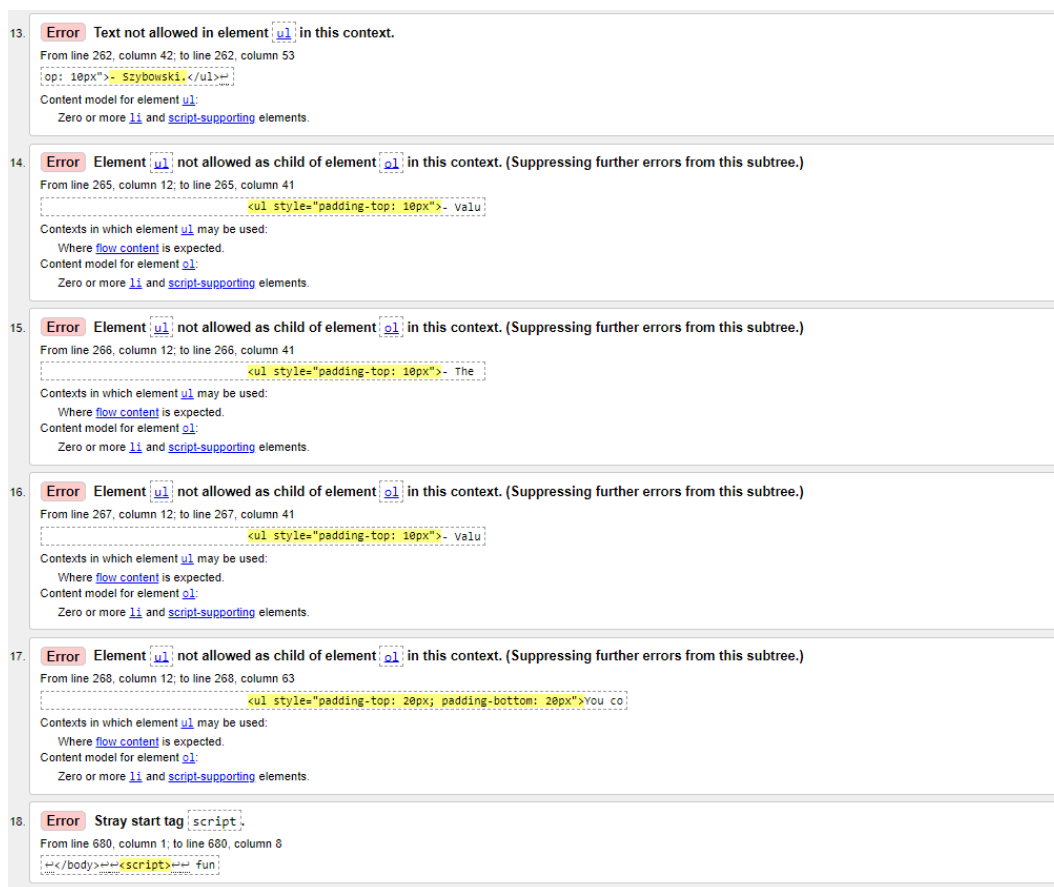 13. Error Text not allowed in element ul in this context.
From line 262, column 42; to line 262, column 53
op: 10px">- Szybowski.</ul>↩
Content model for element ul:
Zero or more li and script-supporting elements.
14. Error Element ul not allowed as child of element ol in this context. (Suppressing further errors from this subtree.)
From line 265, column 12; to line 265, column 41
<ul style="padding-top: 10px">- Valu
Contexts in which element ul may be used:
Where flow content is expected.
Content model for element ol:
Zero or more li and script-supporting elements.
15. Error Element ul not allowed as child of element ol in this context. (Suppressing further errors from this subtree.)
From line 266, column 12; to line 266, column 41
<ul style="padding-top: 10px">- The
Contexts in which element ul may be used:
Where flow content is expected.
Content model for element ol:
Zero or more li and script-supporting elements.
16. Error Element ul not allowed as child of element ol in this context. (Suppressing further errors from this subtree.)
From line 267, column 12; to line 267, column 41
<ul style="padding-top: 10px">- Valu
Contexts in which element ul may be used:
Where flow content is expected.
Content model for element ol:
Zero or more li and script-supporting elements.
17. Error Element ul not allowed as child of element ol in this context. (Suppressing further errors from this subtree.)
From line 268, column 12; to line 268, column 63
<ul style="padding-top: 20px; padding-bottom: 20px">You co
Contexts in which element ul may be used:
Where flow content is expected.
Content model for element ol:
Zero or more li and script-supporting elements.
18. Error Stray start tag script.
From line 680, column 1; to line 680, column 8
↩</body>↩↩<script>↩↩ fun